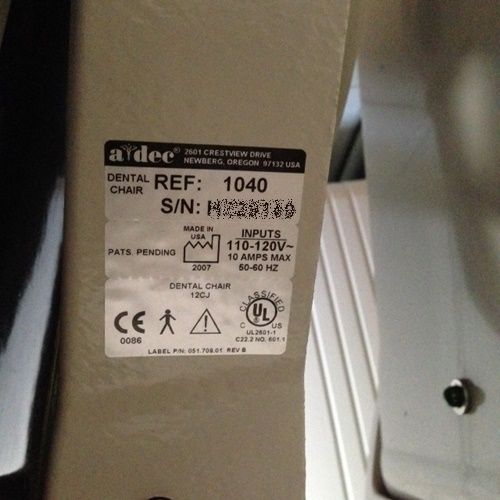 a·dec® 2601 CRESTVIEW DRIVE
NEWBERG, OREGON 97132 USA
DENTAL CHAIR REF: 1040
S/N:
PATS. PENDING
MADE IN USA
2007
INPUTS
110-120V~
10 AMPS MAX
50-60 HZ
DENTAL CHAIR
12CJ
CE
0086
CLASSIFIED
C UL US
UL2601-1
C22.2 NO. 601.1
LABEL P/N: 051.708.01 REV B